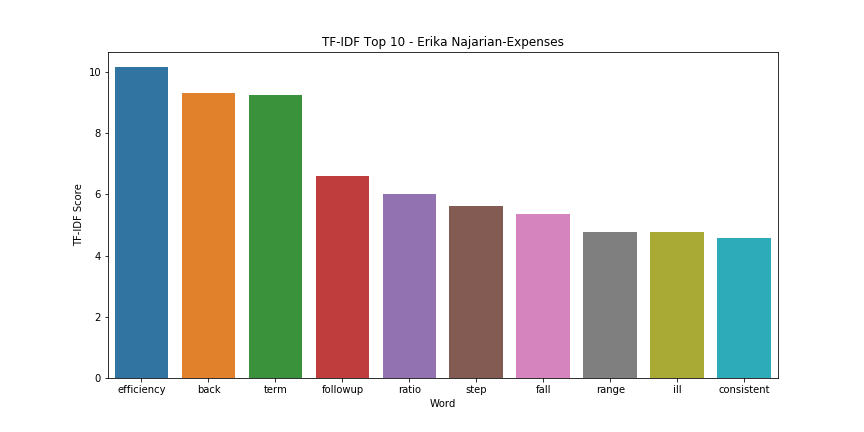 TF-IDF Top 10 - Erika Najarian-Expenses
TF-IDF Score
10
8
6
4
2
0
efficiency back term followup ratio step fall range ill consistent
Word